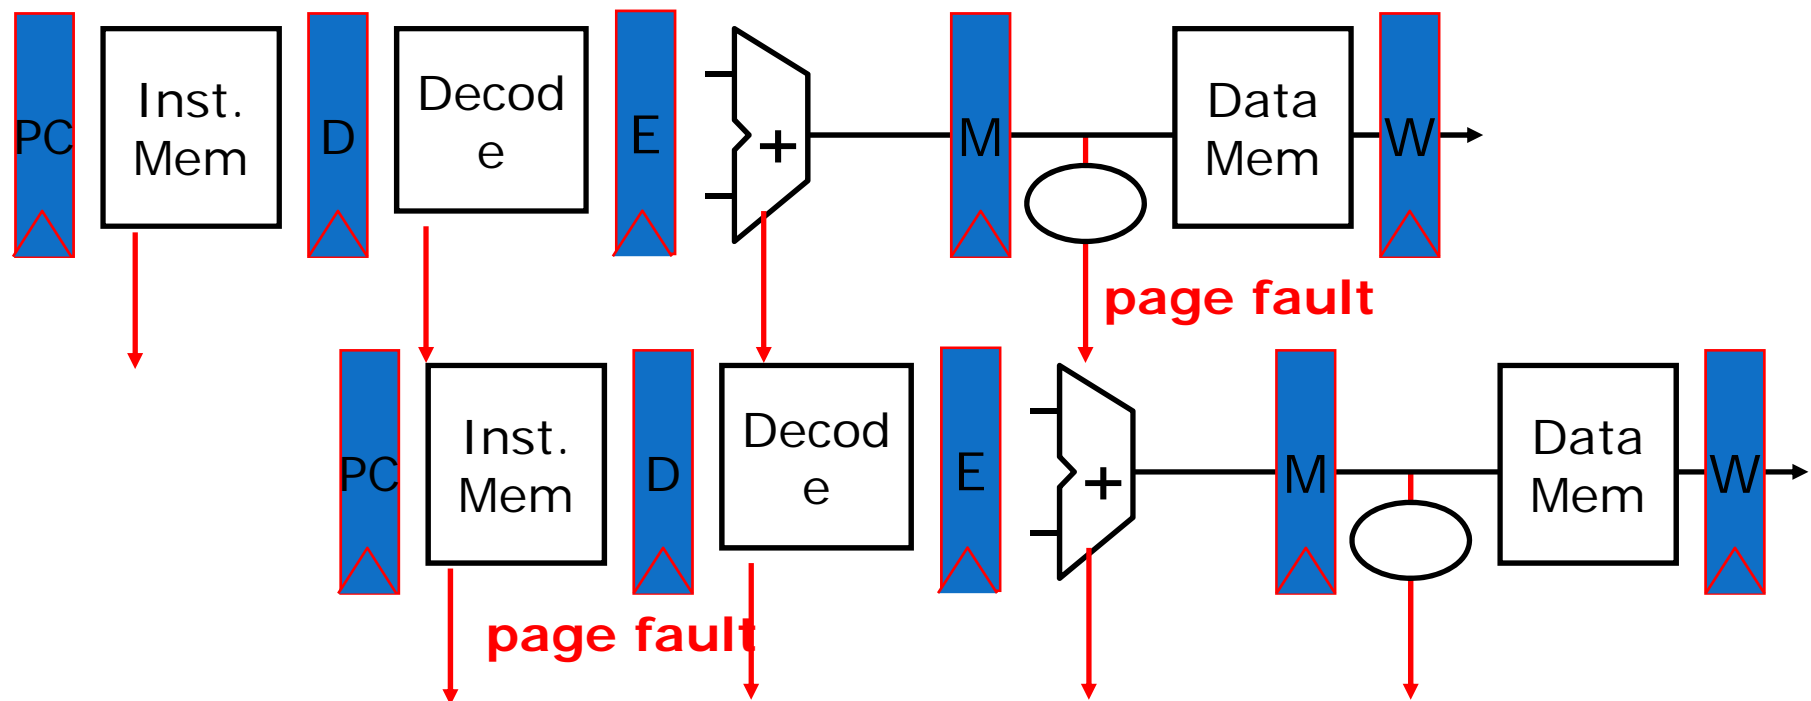 PC
Inst.
Mem
D
Decod
e
E
+
M
Data
Mem
W
page fault
PC
Inst.
Mem
D
Decod
e
E
+
M
Data
Mem
W
page fault